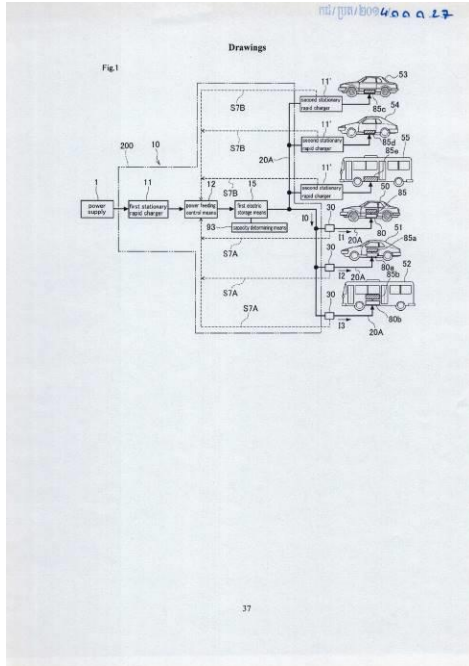 400027
Drawings
Fig.1
53
11'
S7B
second stationary
rapid charger
85c
54
11'
S7B
second stationary
rapid charger
85d
20A
55
85e
200
10
11'
second stationary
rapid charger
50
85
1
11
12
S7B
15
power
supply
first stationary
rapid charger
power feeding
control means
first electric
storage means
I0
30
I1
20A
80
51
85a
93
capacity determining means
S7A
30
I2
20A
80a
85b
52
S7A
S7A
30
I3
80b
20A
37